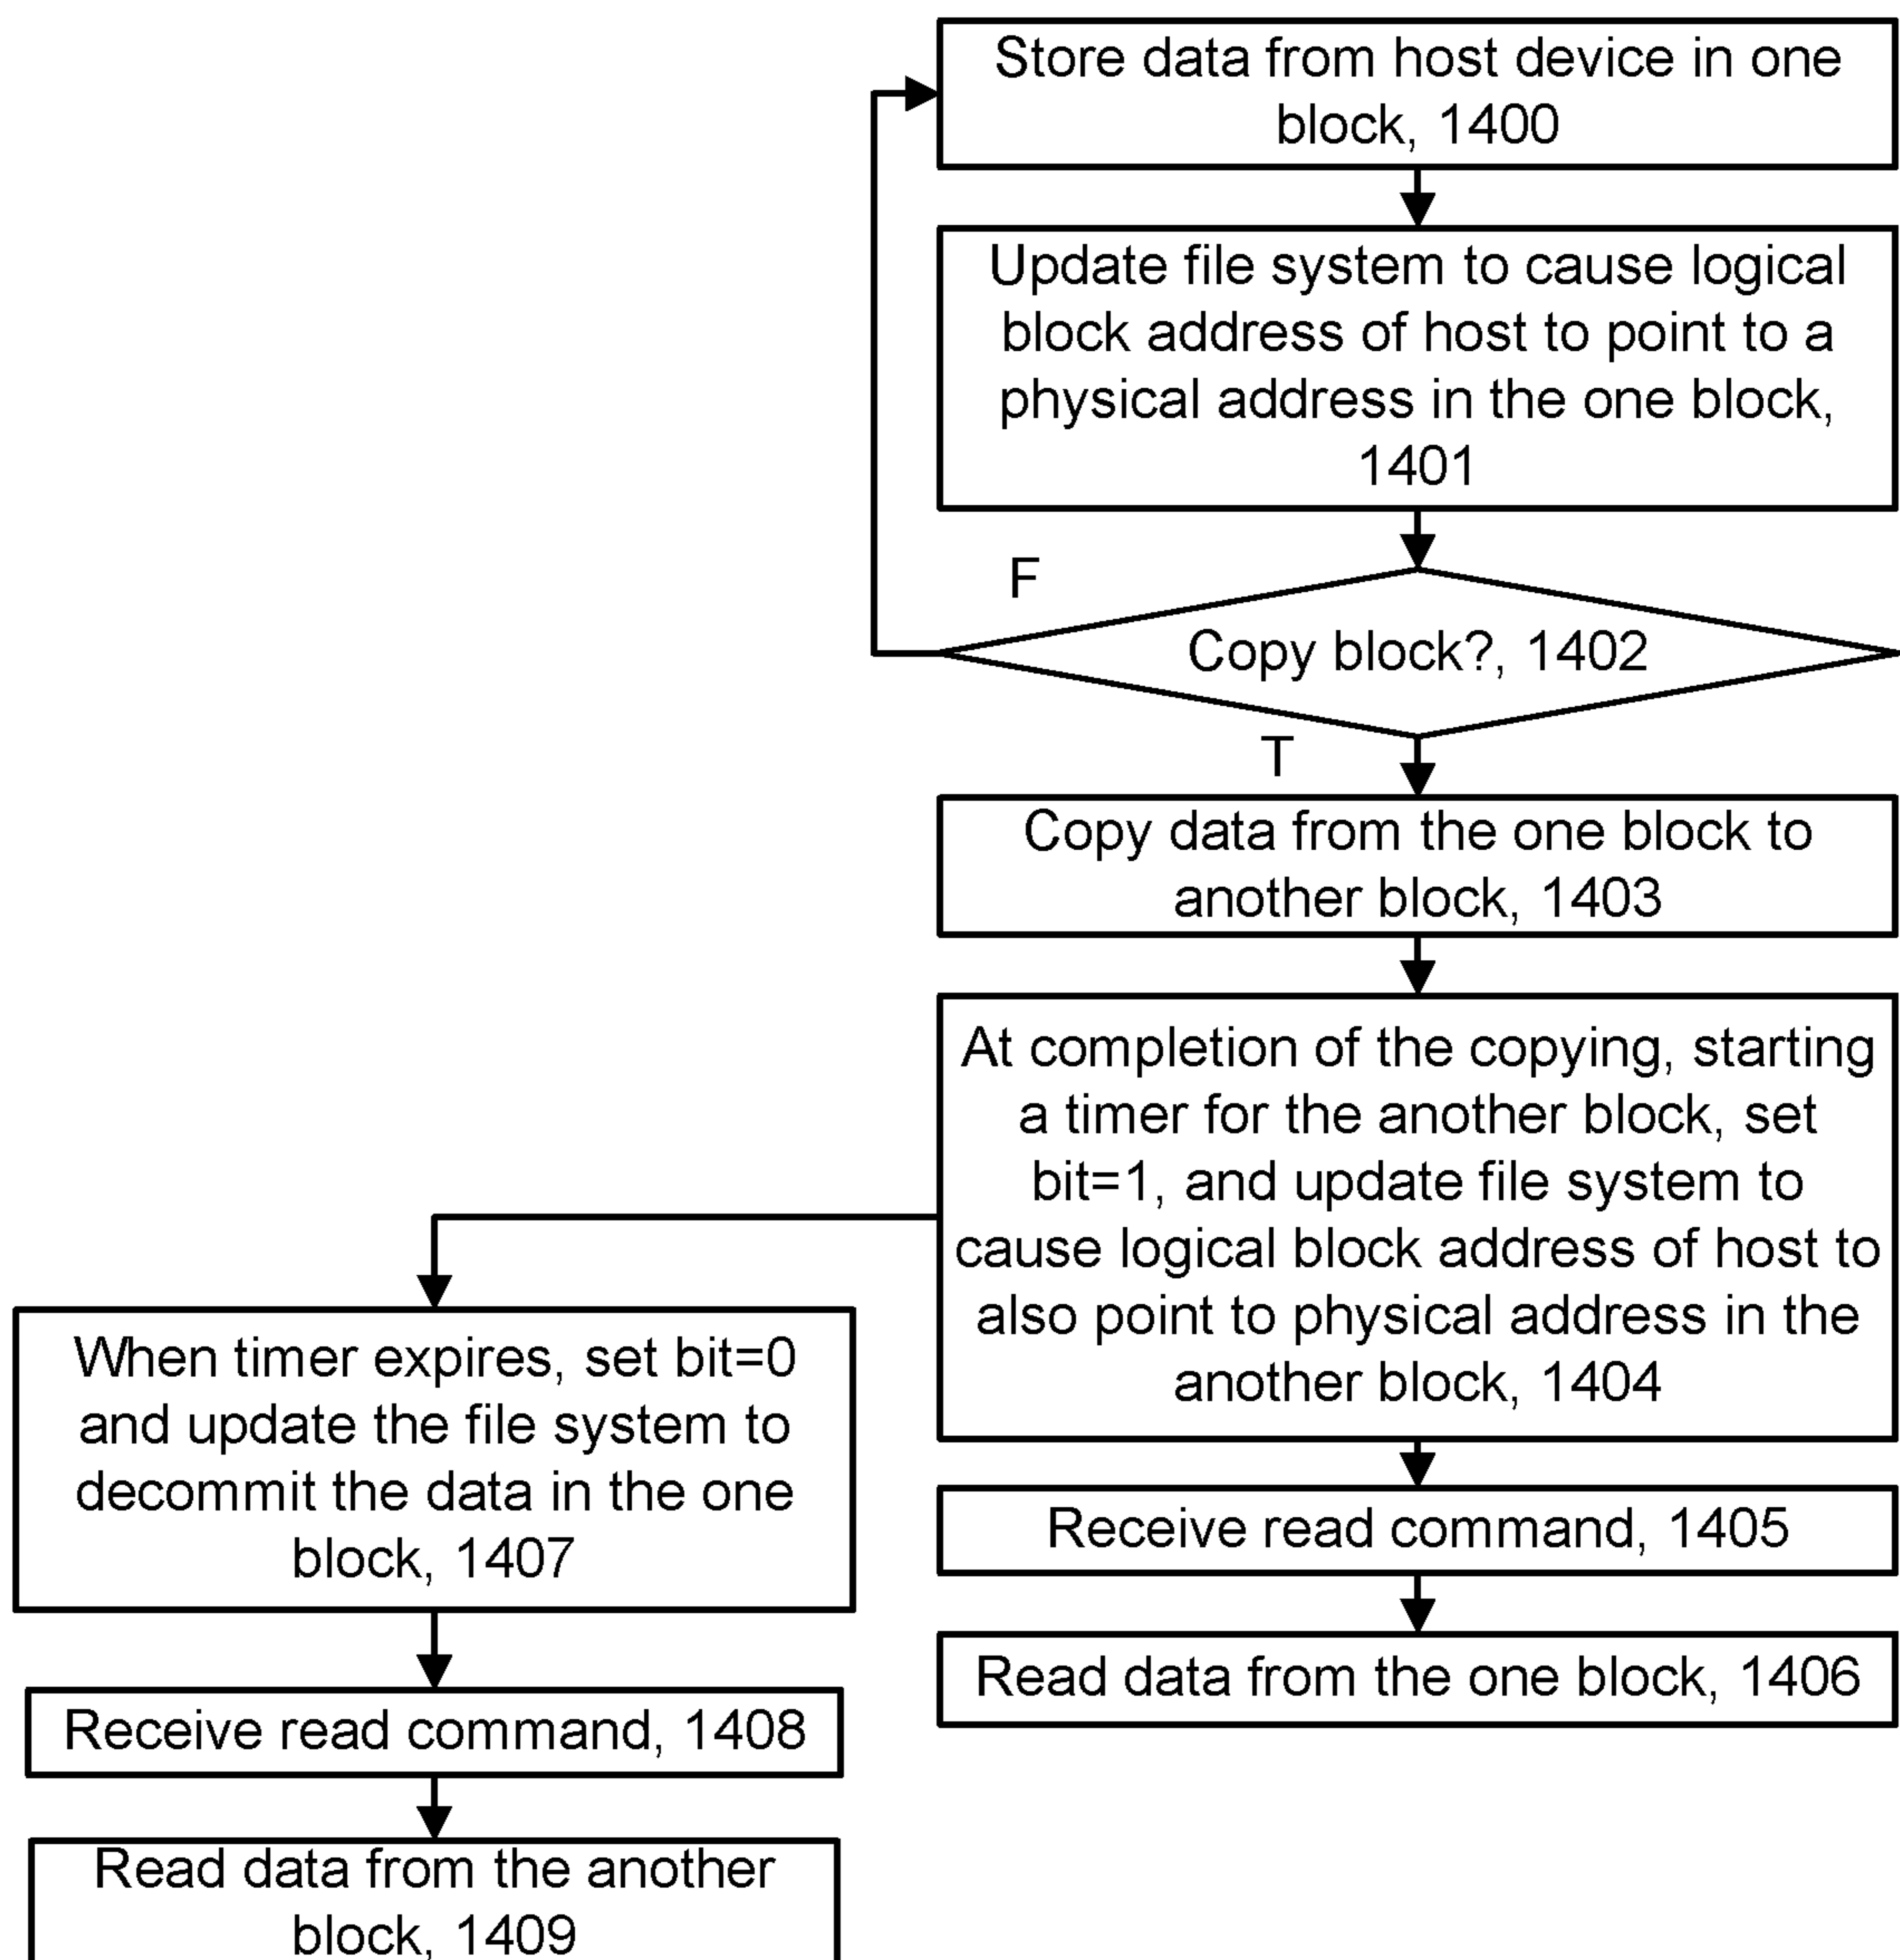 Store data from host device in one
block, 1400
Update file system to cause logical
block address of host to point to a
physical address in the one block,
1401
F
Copy block?, 1402
T
Copy data from the one block to
another block, 1403
At completion of the copying, starting
a timer for the another block, set
bit=1, and update file system to
cause logical block address of host to
also point to physical address in the
another block, 1404
Receive read command, 1405
Read data from the one block, 1406
When timer expires, set bit=0
and update the file system to
decommit the data in the one
block, 1407
Receive read command, 1408
Read data from the another
block, 1409